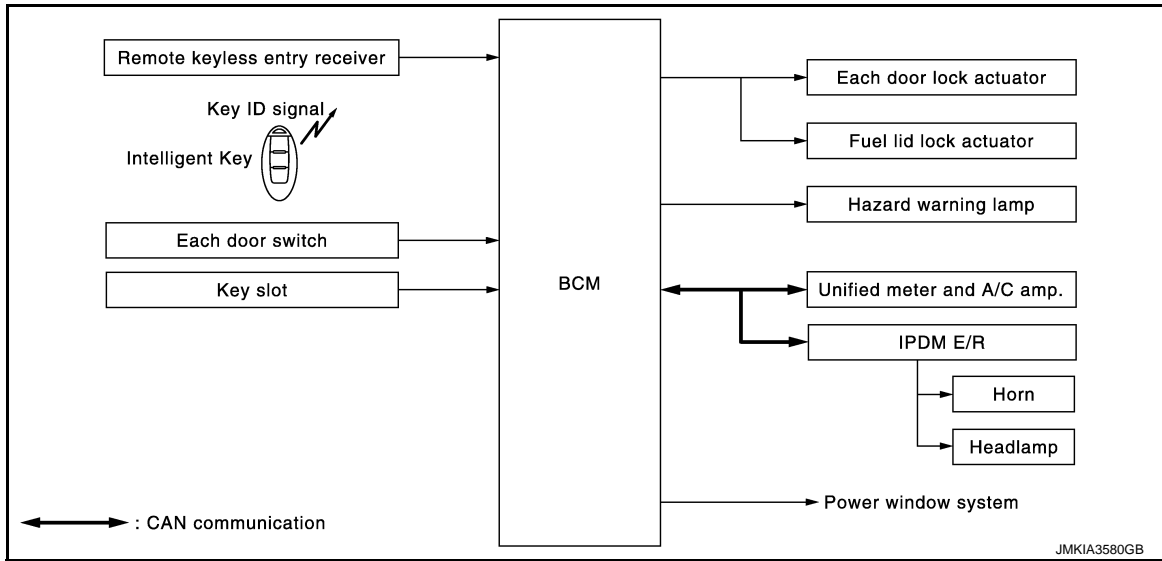 Remote keyless entry receiver
Key ID signal
Intelligent Key
Each door switch
Key slot
BCM
Each door lock actuator
Fuel lid lock actuator
Hazard warning lamp
Unified meter and A/C amp.
IPDM E/R
Horn
Headlamp
Power window system
: CAN communication
JMKIA3580GB